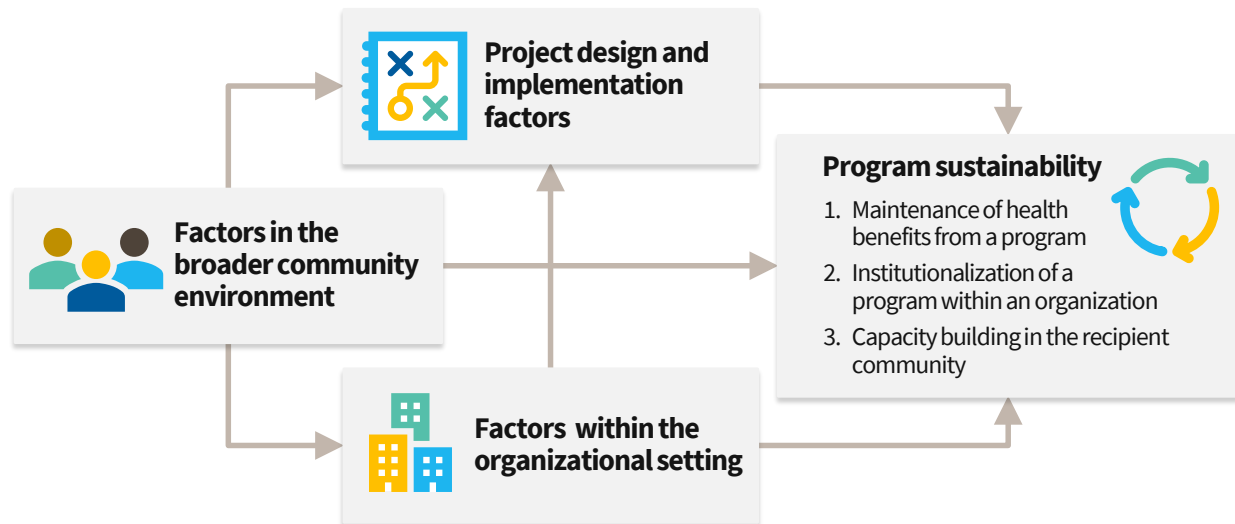 Project design and
implementation
factors
Factors in the
broader community
environment
Factors within the
organizational setting
Program sustainability
1. Maintenance of health
benefits from a program
2. Institutionalization of a
program within an organization
3. Capacity building in the recipient
community